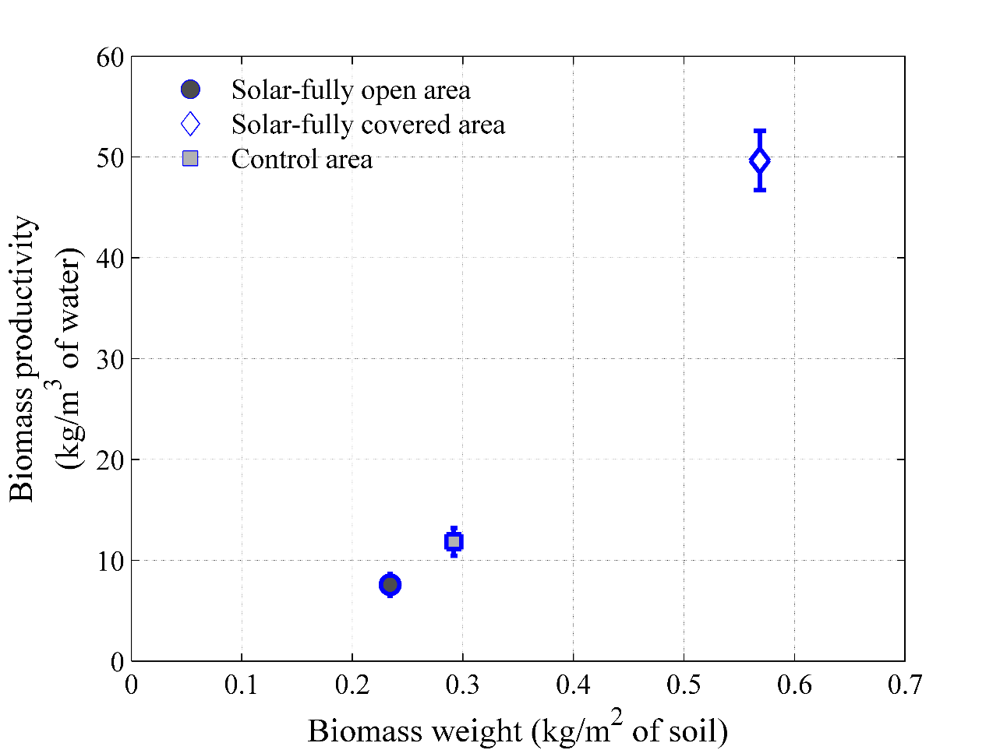 60
50
40
30
20
10
0
Solar-fully open area
Solar-fully covered area
Control area
Biomass productivity
(kg/m³ of water)
0 0.1 0.2 0.3 0.4 0.5 0.6 0.7
Biomass weight (kg/m² of soil)